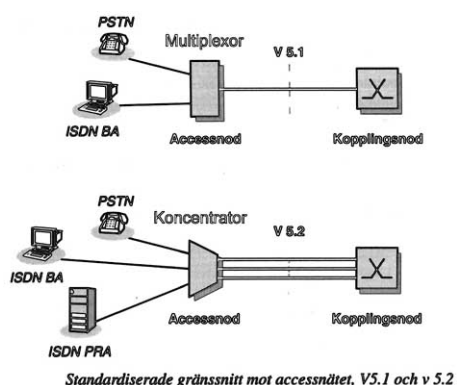 PSTN
Multiplexor
V 5.1
ISDN BA
Accessnod
Kopplingsnod
PSTN
Koncentrator
V 5.2
ISDN BA
Accessnod
Kopplingsnod
ISDN PRA
Standardiserade gränssnitt mot accessnätet, V5.1 och v 5.2